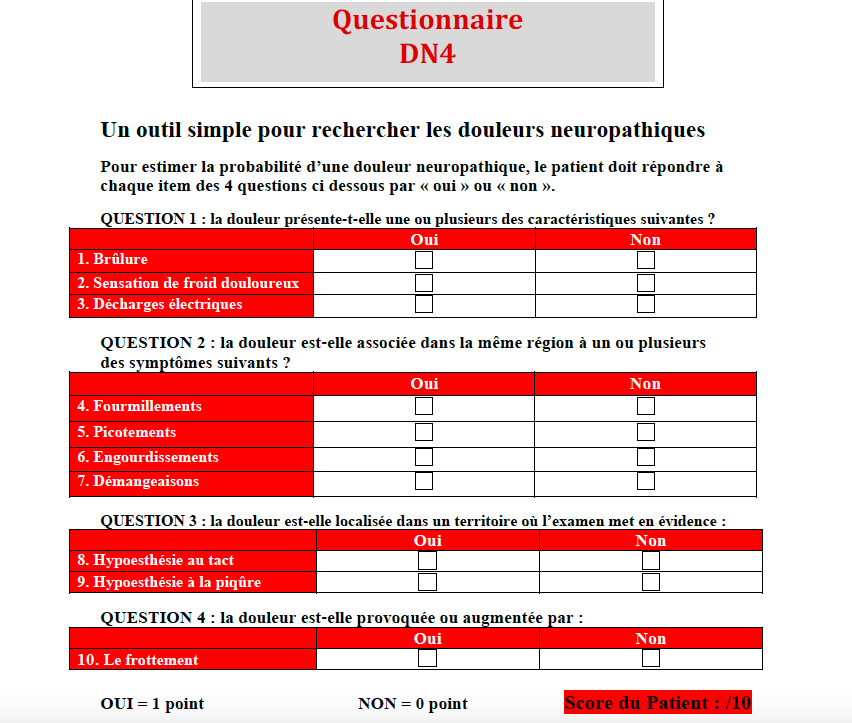 Questionnaire
DN4
Un outil simple pour rechercher les douleurs neuropathiques
Pour estimer la probabilité d’une douleur neuropathique, le patient doit répondre à
chaque item des 4 questions ci dessous par « oui » ou « non ».
QUESTION 1 : la douleur présente-t-elle une ou plusieurs des caractéristiques suivantes ?
Oui Non
1. Brûlure
2. Sensation de froid douloureux
3. Décharges électriques
QUESTION 2 : la douleur est-elle associée dans la même région à un ou plusieurs
des symptômes suivants ?
Oui Non
4. Fourmillements
5. Picotements
6. Engourdissements
7. Démangeaisons
QUESTION 3 : la douleur est-elle localisée dans un territoire où l’examen met en évidence :
Oui Non
8. Hypoesthésie au tact
9. Hypoesthésie à la piqûre
QUESTION 4 : la douleur est-elle provoquée ou augmentée par :
Oui Non
10. Le frottement
OUI = 1 point NON = 0 point Score du Patient : /10